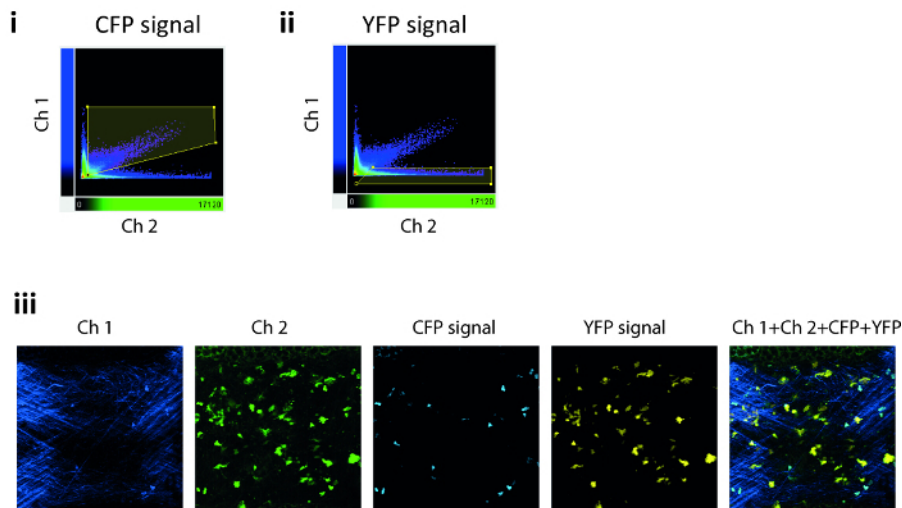 i CFP signal
ii YFP signal
Ch 1
Ch 1
0 17120
0 17120
Ch 2
Ch 2
iii
Ch 1 Ch 2 CFP signal YFP signal Ch 1+Ch 2+CFP+YFP